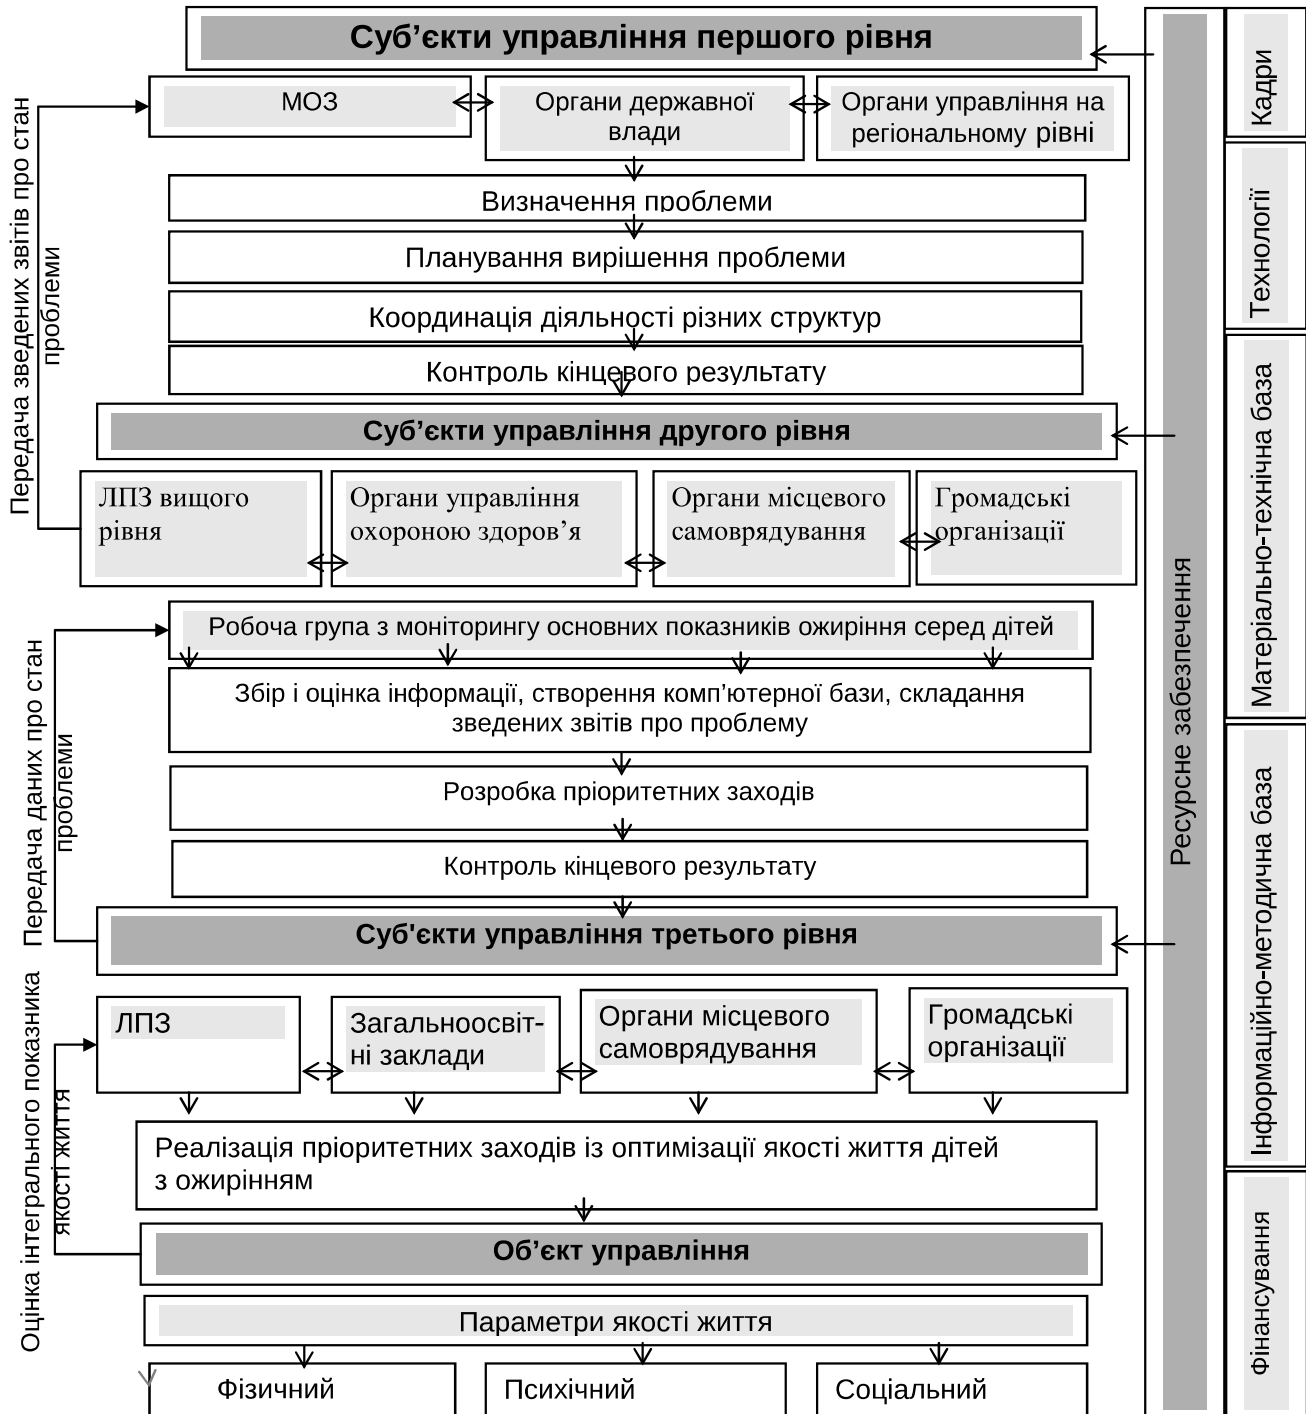 Суб’єкти управління першого рівня
МОЗ
Органи державної
влади
Органи управління на
регіональному рівні
Визначення проблеми
Планування вирішення проблеми
Координація діяльності різних структур
Контроль кінцевого результату
Суб’єкти управління другого рівня
ЛПЗ вищого
рівня
Органи управління
охороною здоров’я
Органи місцевого
самоврядування
Громадські
організації
Робоча група з моніторингу основних показників ожиріння серед дітей
Збір і оцінка інформації, створення комп’ютерної бази, складання
зведених звітів про проблему
Розробка пріоритетних заходів
Контроль кінцевого результату
Суб'єкти управління третього рівня
ЛПЗ
Загальноосвіт-
ні заклади
Органи місцевого
самоврядування
Громадські
організації
Реалізація пріоритетних заходів із оптимізації якості життя дітей
з ожирінням
Об’єкт управління
Параметри якості життя
Фізичний
Психічний
Соціальний
Передача зведених звітів про стан
проблеми
Передача даних про стан
проблеми
Оцінка інтегрального показника
якості життя
Ресурсне забезпечення
Кадри
Технології
Матеріально-технічна база
Інформаційно-методична база
Фінансування